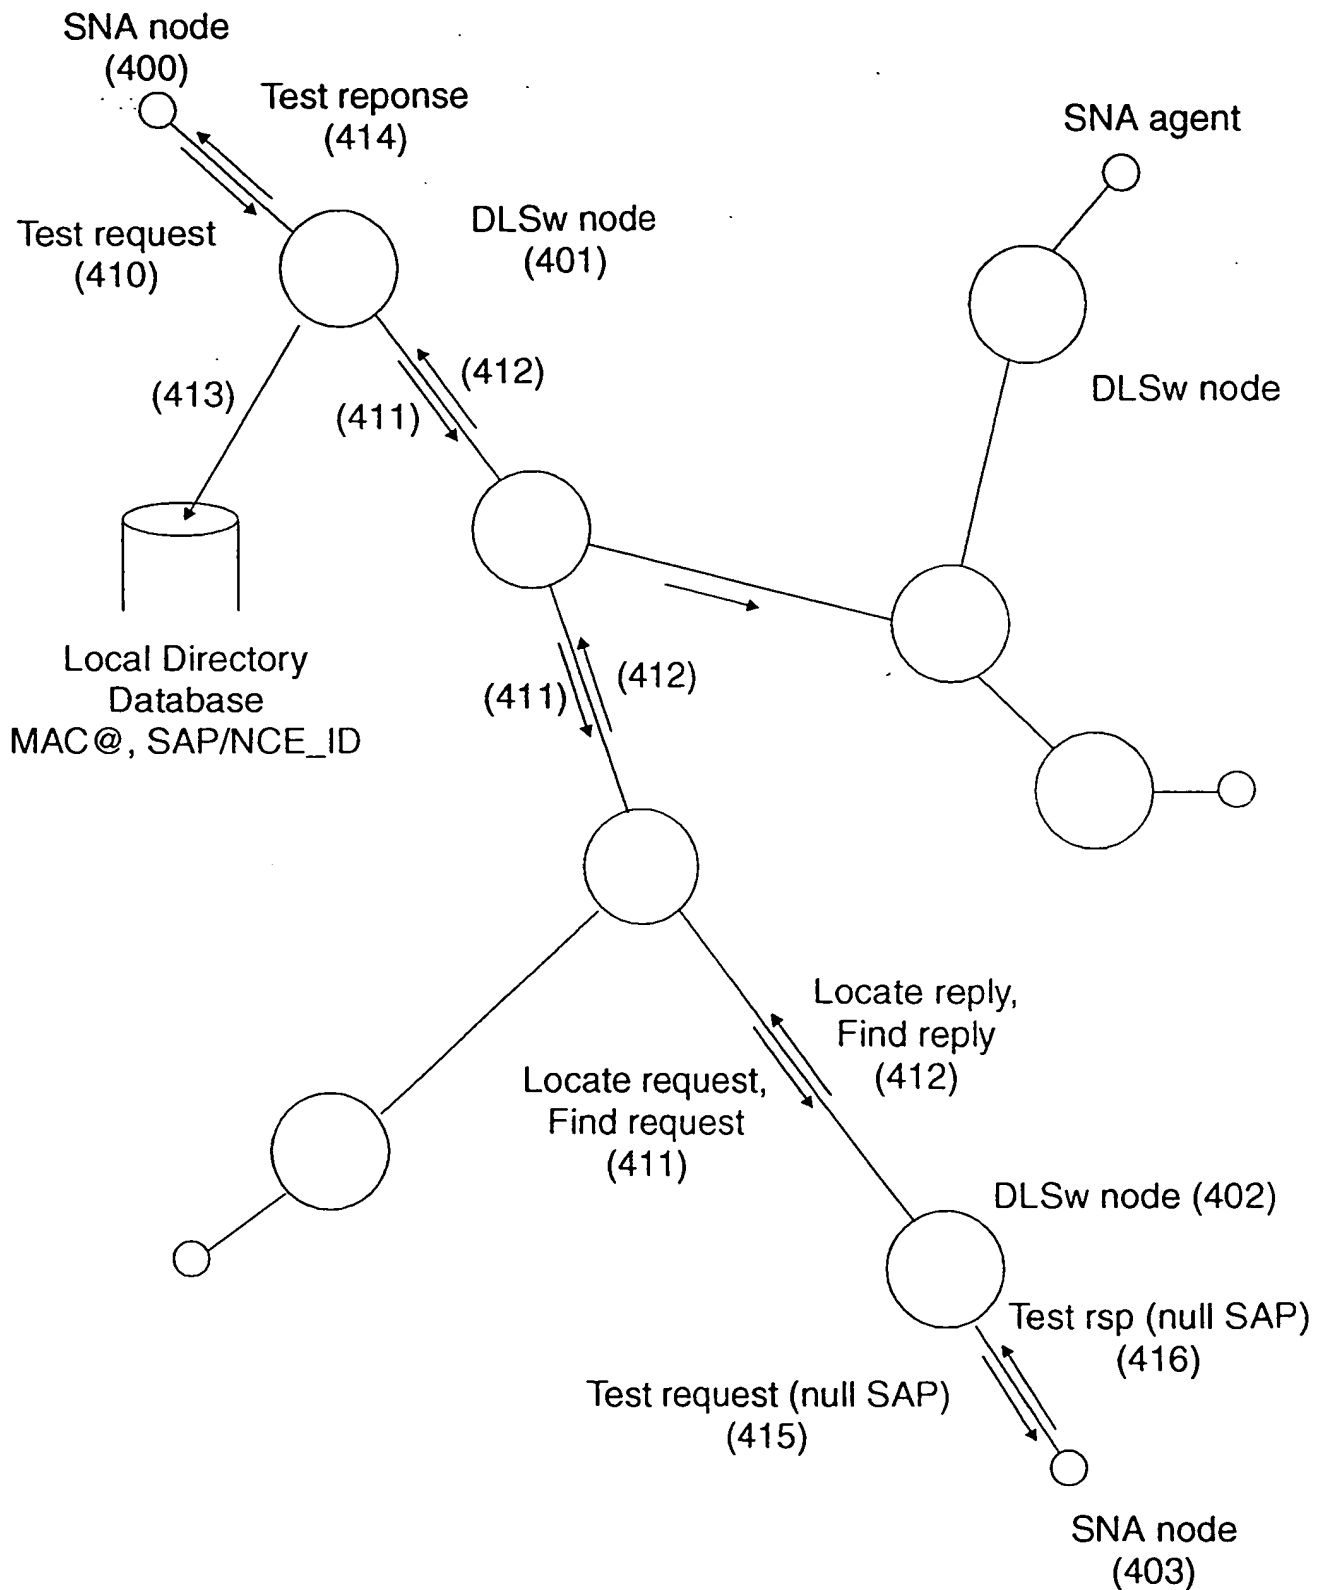 SNA node
(400)
Test reponse
(414)
SNA agent
Test request
(410)
DLSw node
(401)
DLSw node
(413)
(412)
(411)
Local Directory
Database
MAC@, SAP/NCE_ID
(411)
(412)
Locate reply,
Find reply
(412)
Locate request,
Find request
(411)
DLSw node (402)
Test rsp (null SAP)
(416)
Test request (null SAP)
(415)
SNA node
(403)